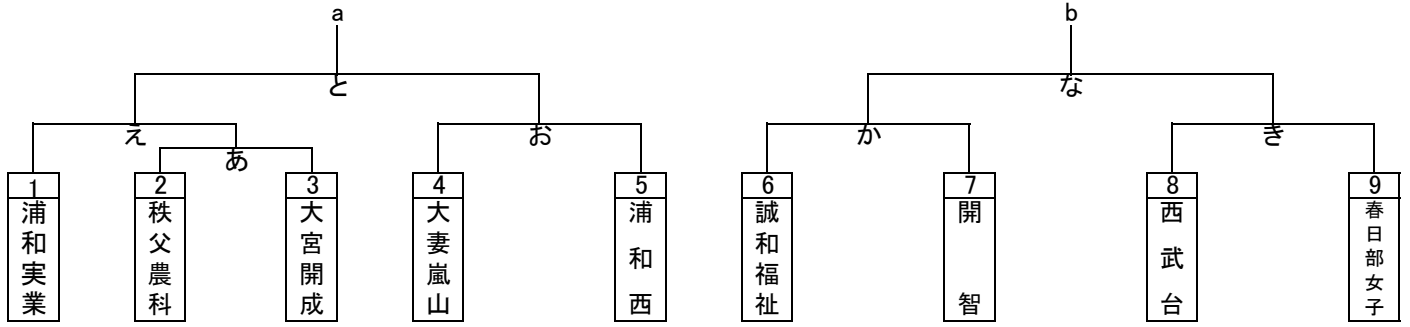 a
b
と
な
え
あ
お
か
き
1
浦和実業
2
秩父農科
3
大宮開成
4
大妻嵐山
5
浦和西
6
誠和福祉
7
開智
8
西武台
9
春日部女子